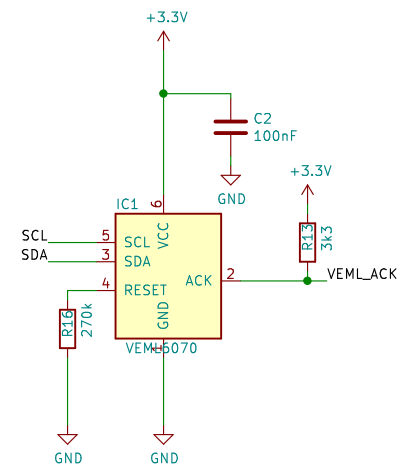 +3.3V
C2
100nF
GND
+3.3V
IC1
6
VCC
R13
3k3
SCL
5
SCL
SDA
3
SDA
4
RESET
ACK
2
VEML_ACK
GND
R16
270k
VEML6070
1
GND
GND